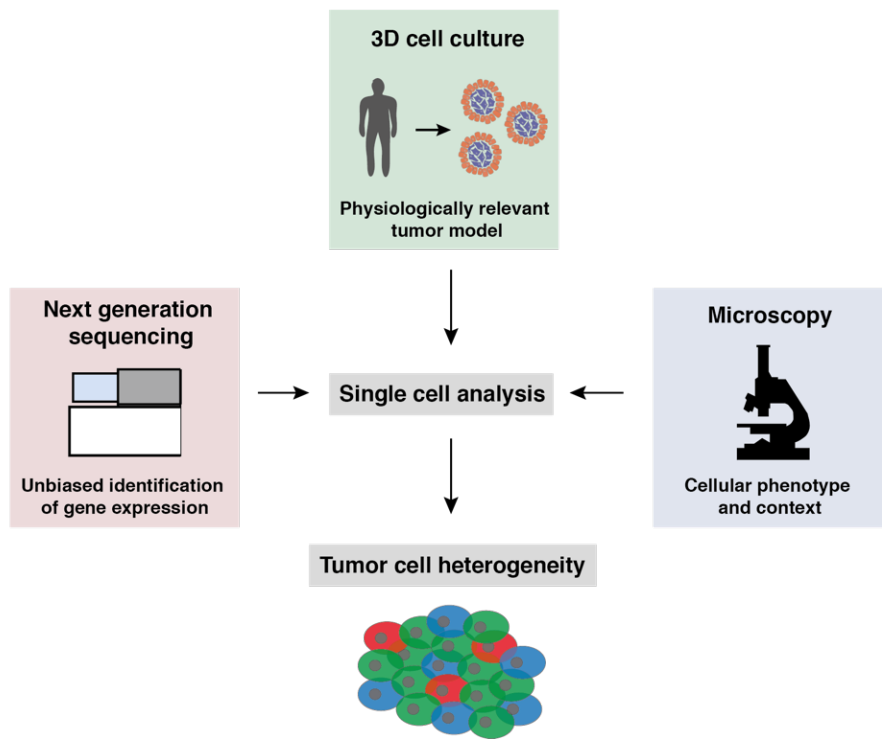 3D cell culture
Physiologically relevant
tumor model
Next generation
sequencing
Unbiased identification
of gene expression
Single cell analysis
Microscopy
Cellular phenotype
and context
Tumor cell heterogeneity